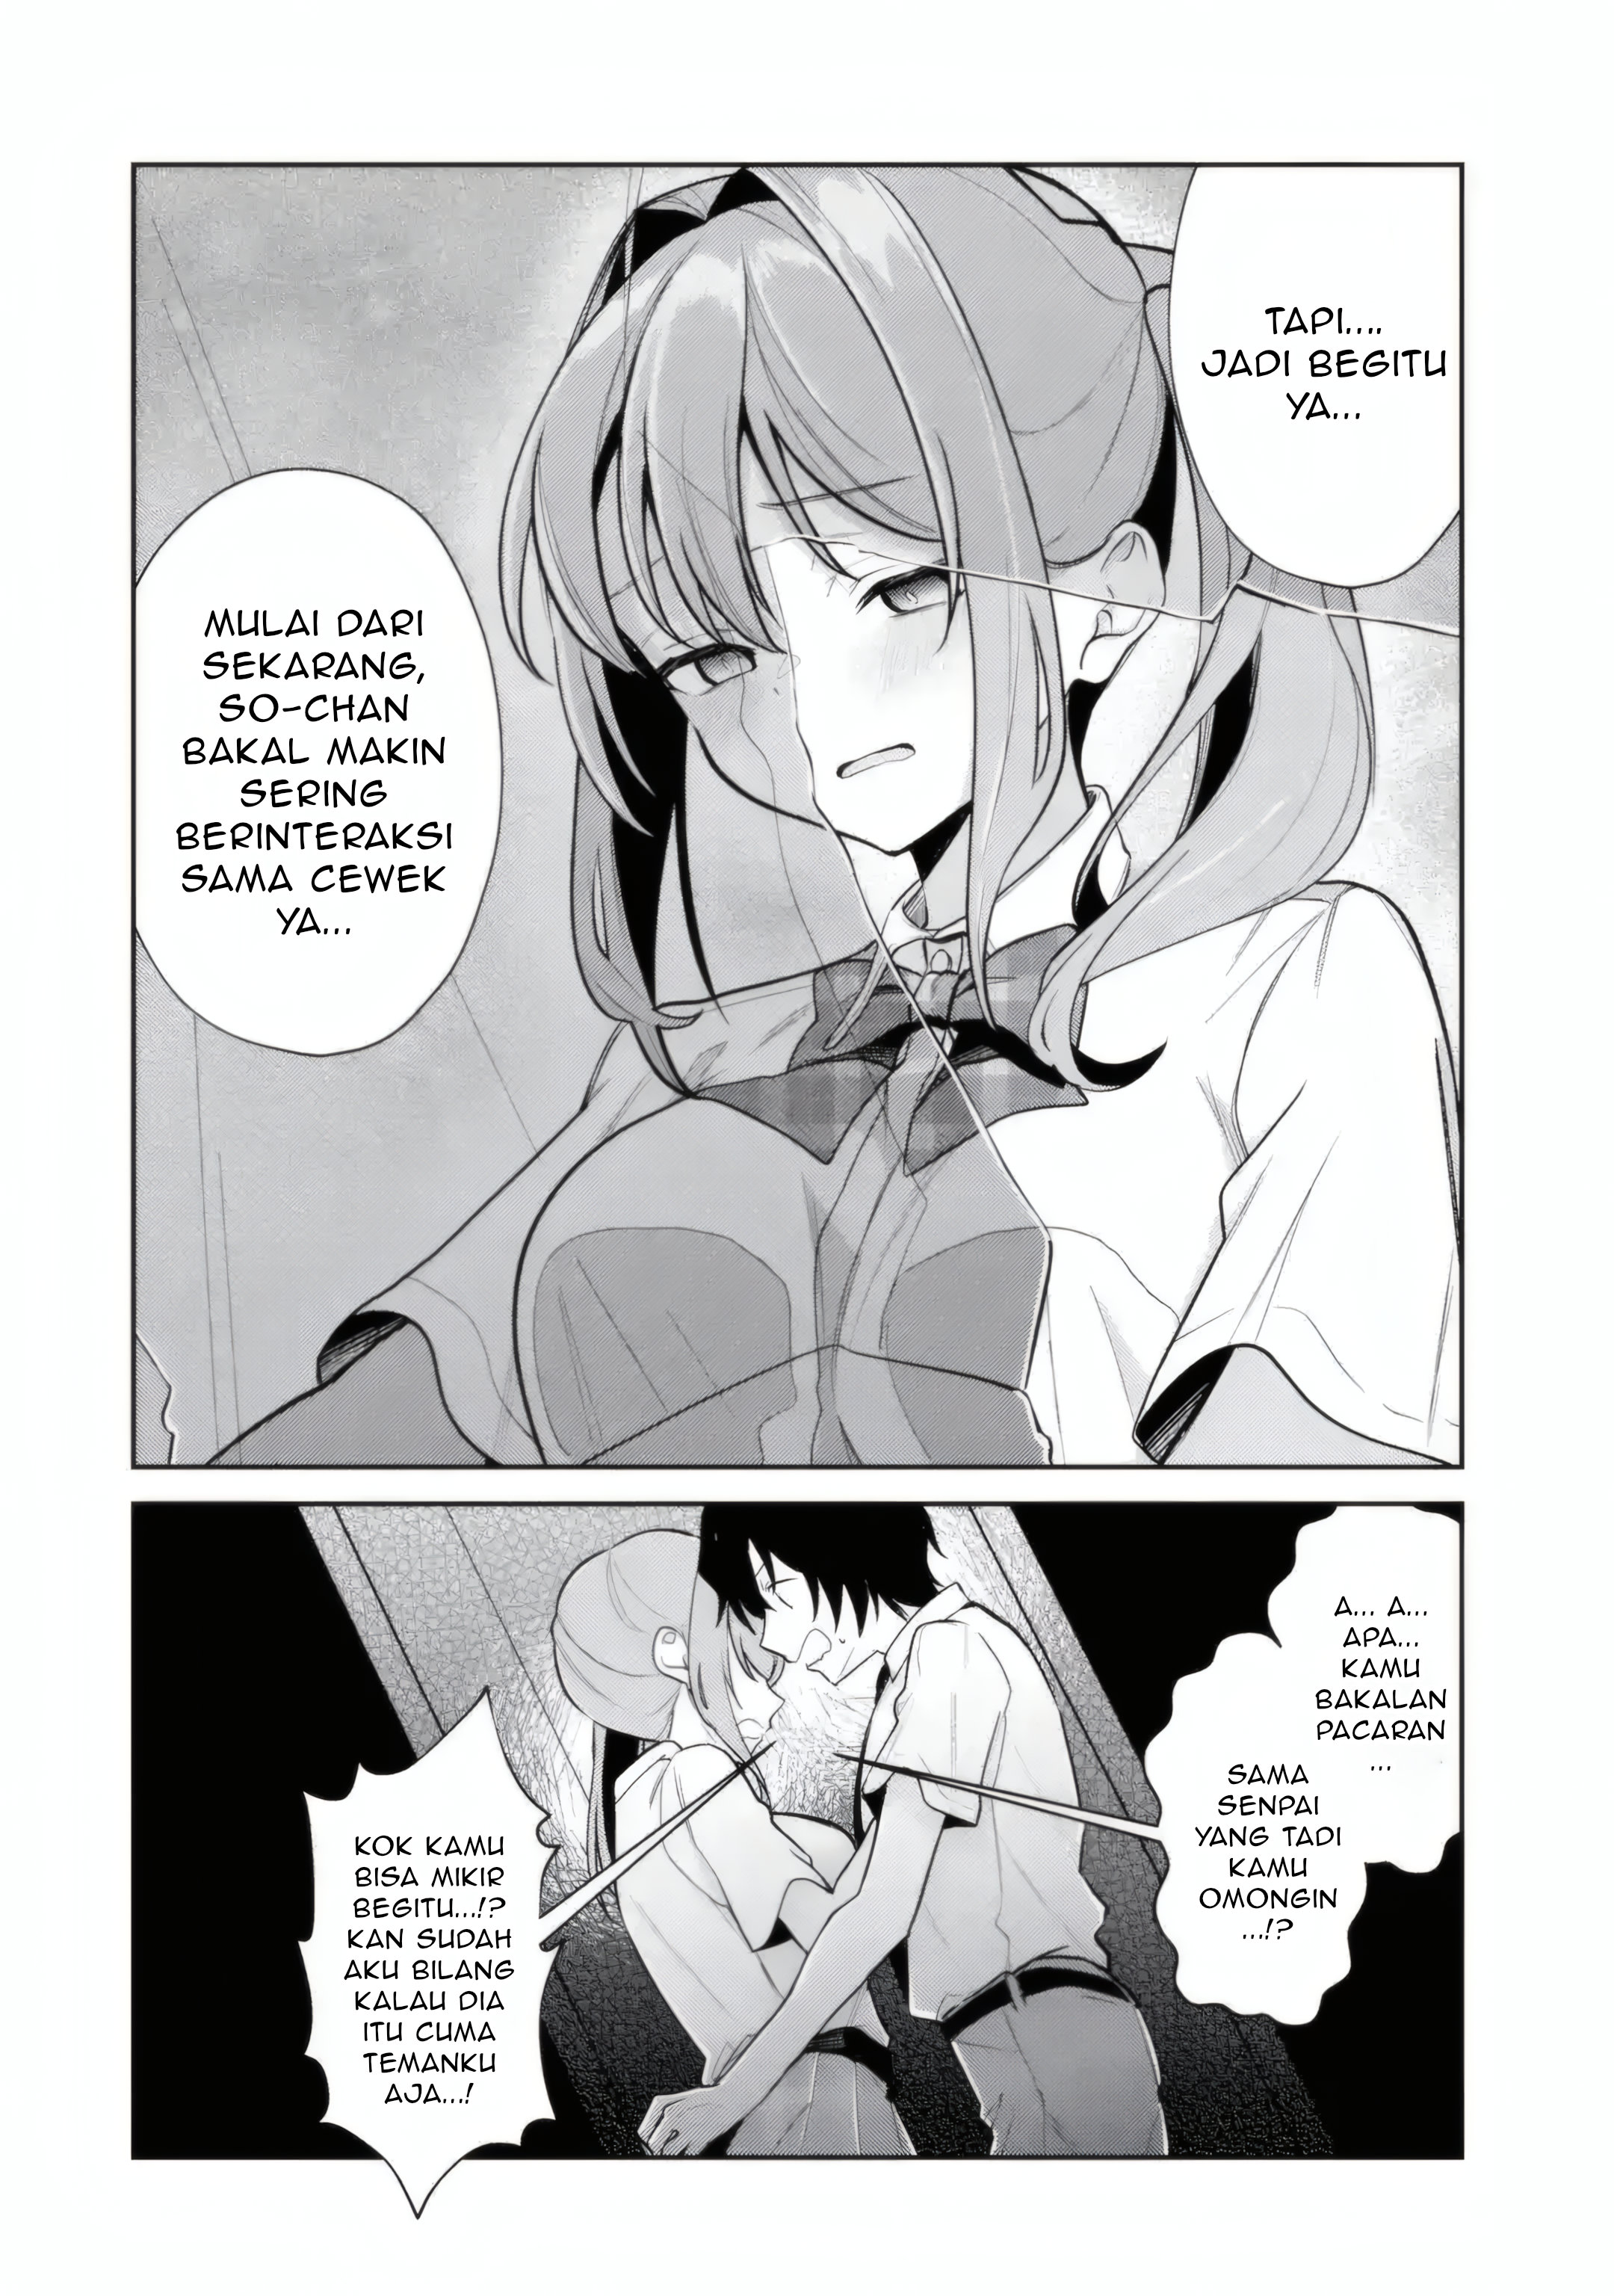 TAPI....
JADI BEGITU
YA...
MULAI DARI
SEKARANG,
SO-CHAN
BAKAL MAKIN
SERING
BERINTERAKSI
SAMA CEWEK
YA...
A... A...
APA...
KAMU
BAKALAN
PACARAN
...
SAMA
SENPAI
YANG TADI
KAMU
OMONGIN
...!?
KOK KAMU
BISA MIKIR
BEGITU...!?
KAN SUDAH
AKU BILANG
KALAU DIA
ITU CUMA
TEMANKU
AJA...!